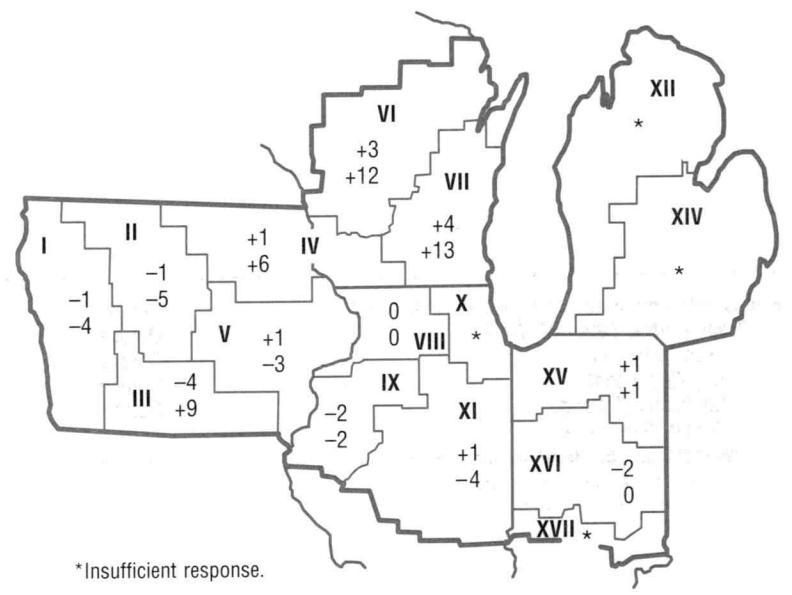 XII
*
VI
+3
+12
VII
+4
+13
XIV
*
I
−1
−4
II
−1
−5
+1
+6
IV
V
+1
−3
III
−4
+9
0
0
VIII
X
*
IX
−2
−2
XI
+1
−4
XV
+1
+1
XVI
−2
0
XVII
*
*Insufficient response.